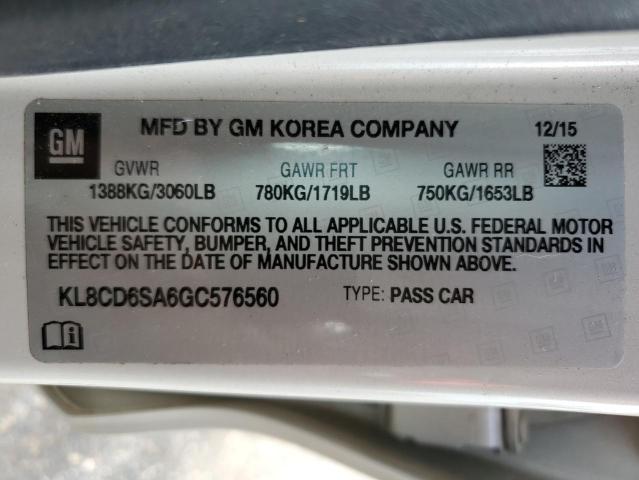 GM MFD BY GM KOREA COMPANY 12/15
GVWR GAWR FRT GAWR RR
1388KG/3060LB 780KG/1719LB 750KG/1653LB
THIS VEHICLE CONFORMS TO ALL APPLICABLE U.S. FEDERAL MOTOR
VEHICLE SAFETY, BUMPER, AND THEFT PREVENTION STANDARDS IN
EFFECT ON THE DATE OF MANUFACTURE SHOWN ABOVE.
KL8CD6SA6GC576560 TYPE: PASS CAR